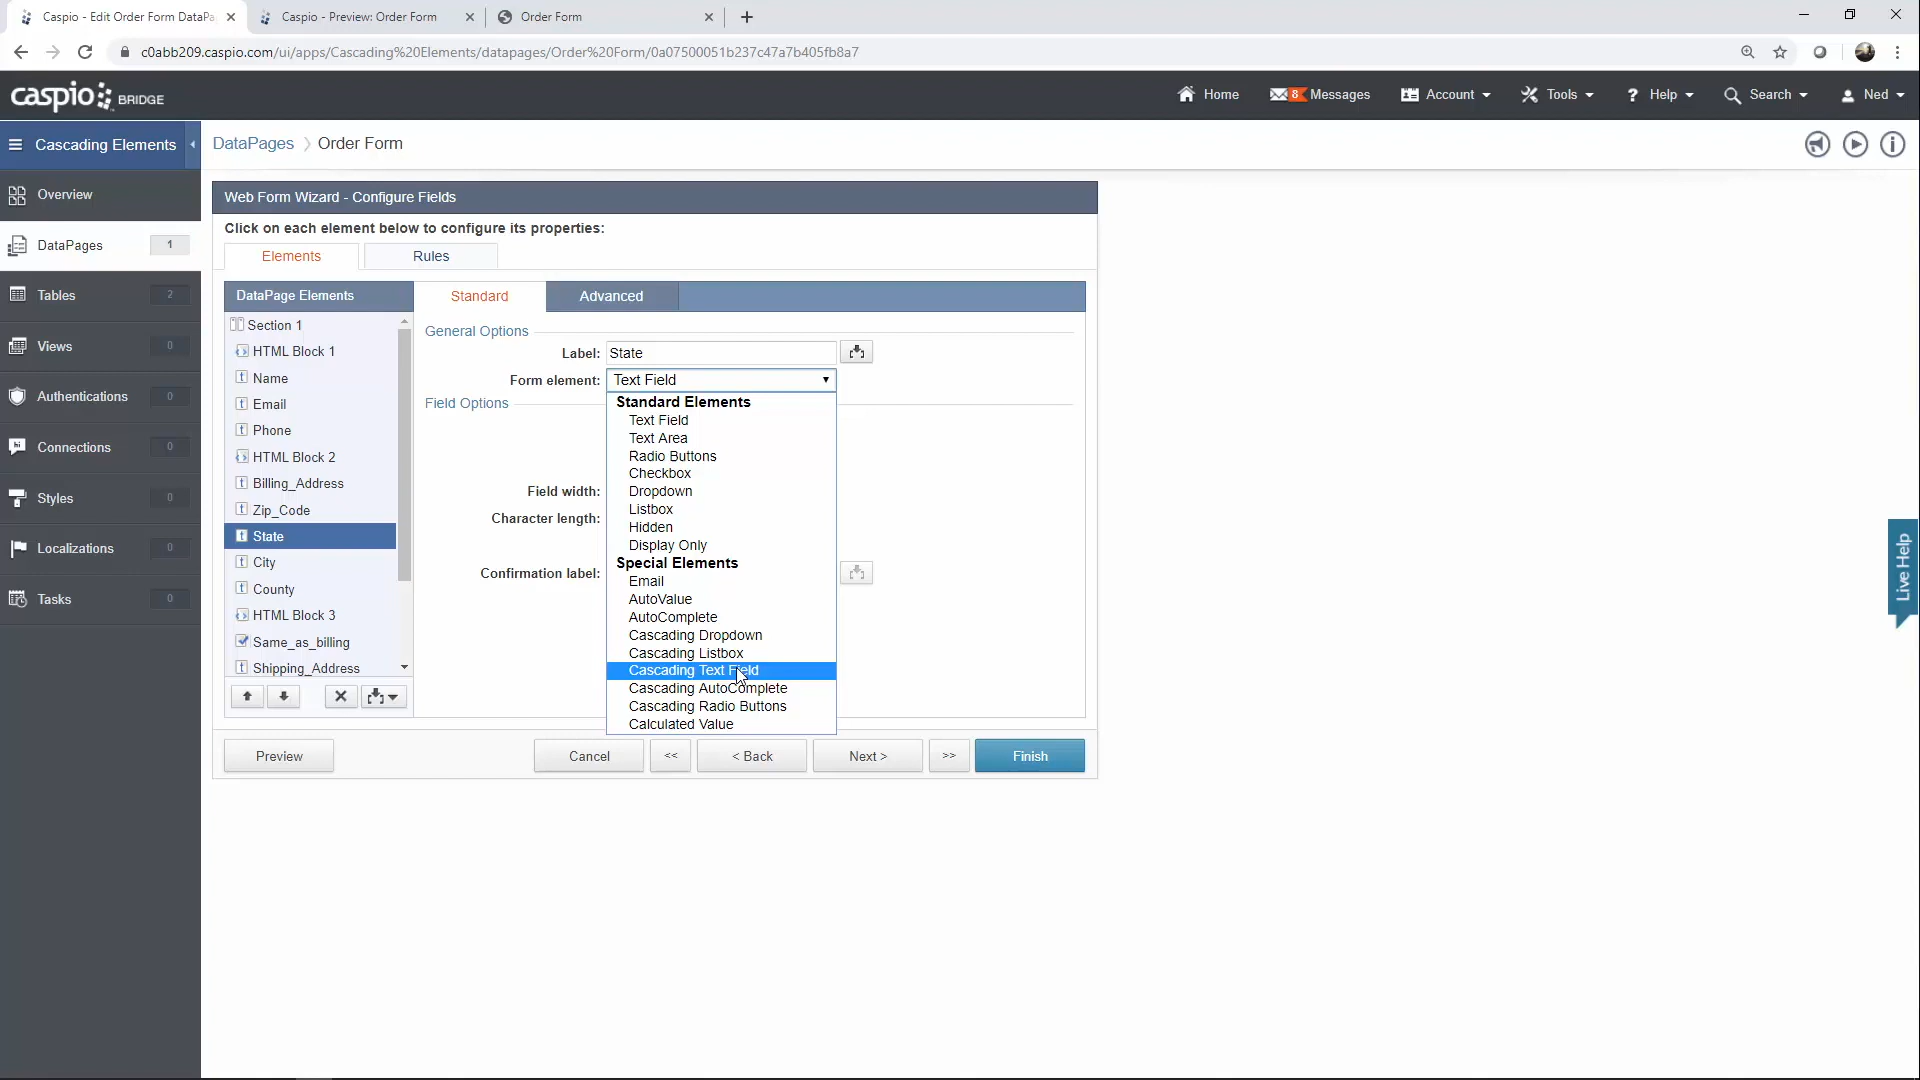 Caspio - Edit Order Form DataPa
Caspio - Preview: Order Form
Order Form
c0abb209.caspio.com/ui/apps/Cascading%20Elements/datapages/Order%20Form/0a07500051b237c47a7b405fb8a7
caspio BRIDGE
Home
8 Messages
Account
Tools
? Help
Search
Ned
Cascading Elements
DataPages
Order Form
Overview
DataPages 1
Tables 2
Views 0
Authentications 0
Connections 0
Styles 0
Localizations 0
Tasks 0
Web Form Wizard - Configure Fields
Click on each element below to configure its properties:
Elements
Rules
DataPage Elements
Standard
Advanced
Section 1
HTML Block 1
Name
Email
Phone
HTML Block 2
Billing_Address
Zip_Code
State
City
County
HTML Block 3
Same_as_billing
Shipping_Address
General Options
Label: State
Form element: Text Field
Field Options
Field width:
Character length:
Confirmation label:
Standard Elements
Text Field
Text Area
Radio Buttons
Checkbox
Dropdown
Listbox
Hidden
Display Only
Special Elements
Email
AutoValue
AutoComplete
Cascading Dropdown
Cascading Listbox
Cascading Text Field
Cascading AutoComplete
Cascading Radio Buttons
Calculated Value
Preview
Cancel
<<
< Back
Next >
>>
Finish
Live Help